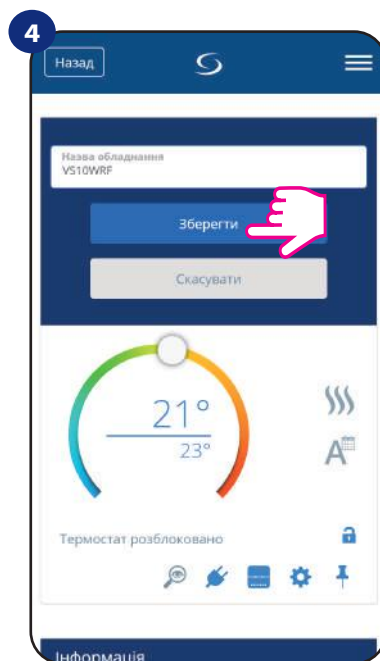 4
Назад
Назва обладнання
VS10WRF
Зберегти
Скасувати
21°
23°
A
Термостат розблоковано
Інформація